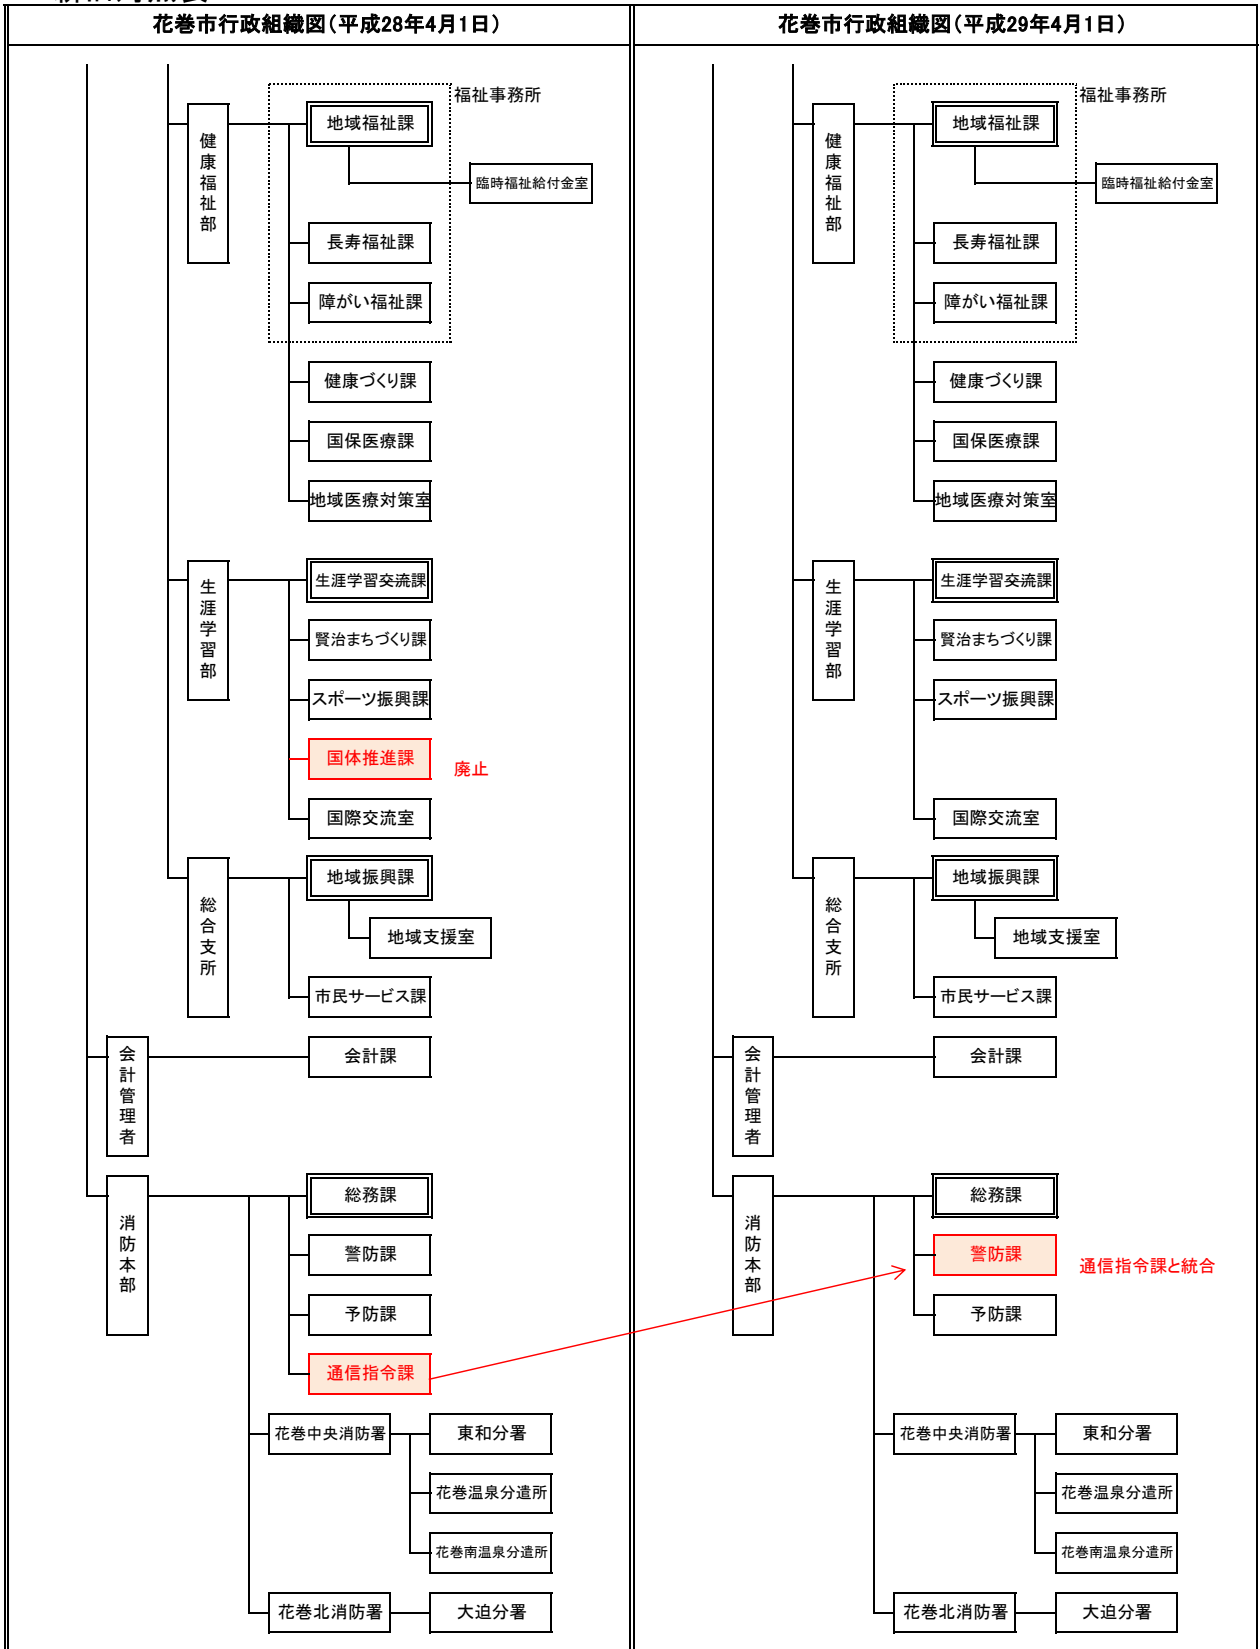 花巻市行政組織図（平成28年4月1日）
福祉事務所
健康福祉部
地域福祉課
臨時福祉給付金室
長寿福祉課
障がい福祉課
健康づくり課
国保医療課
地域医療対策室
生涯学習部
生涯学習交流課
賢治まちづくり課
スポーツ振興課
国体推進課
廃止
国際交流室
総合支所
地域振興課
地域支援室
市民サービス課
会計管理者
会計課
消防本部
総務課
警防課
予防課
通信指令課
花巻中央消防署
東和分署
花巻温泉分遣所
花巻南温泉分遣所
花巻北消防署
大迫分署
花巻市行政組織図（平成29年4月1日）
福祉事務所
健康福祉部
地域福祉課
臨時福祉給付金室
長寿福祉課
障がい福祉課
健康づくり課
国保医療課
地域医療対策室
生涯学習部
生涯学習交流課
賢治まちづくり課
スポーツ振興課
国際交流室
総合支所
地域振興課
地域支援室
市民サービス課
会計管理者
会計課
消防本部
総務課
警防課
通信指令課と統合
予防課
花巻中央消防署
東和分署
花巻温泉分遣所
花巻南温泉分遣所
花巻北消防署
大迫分署